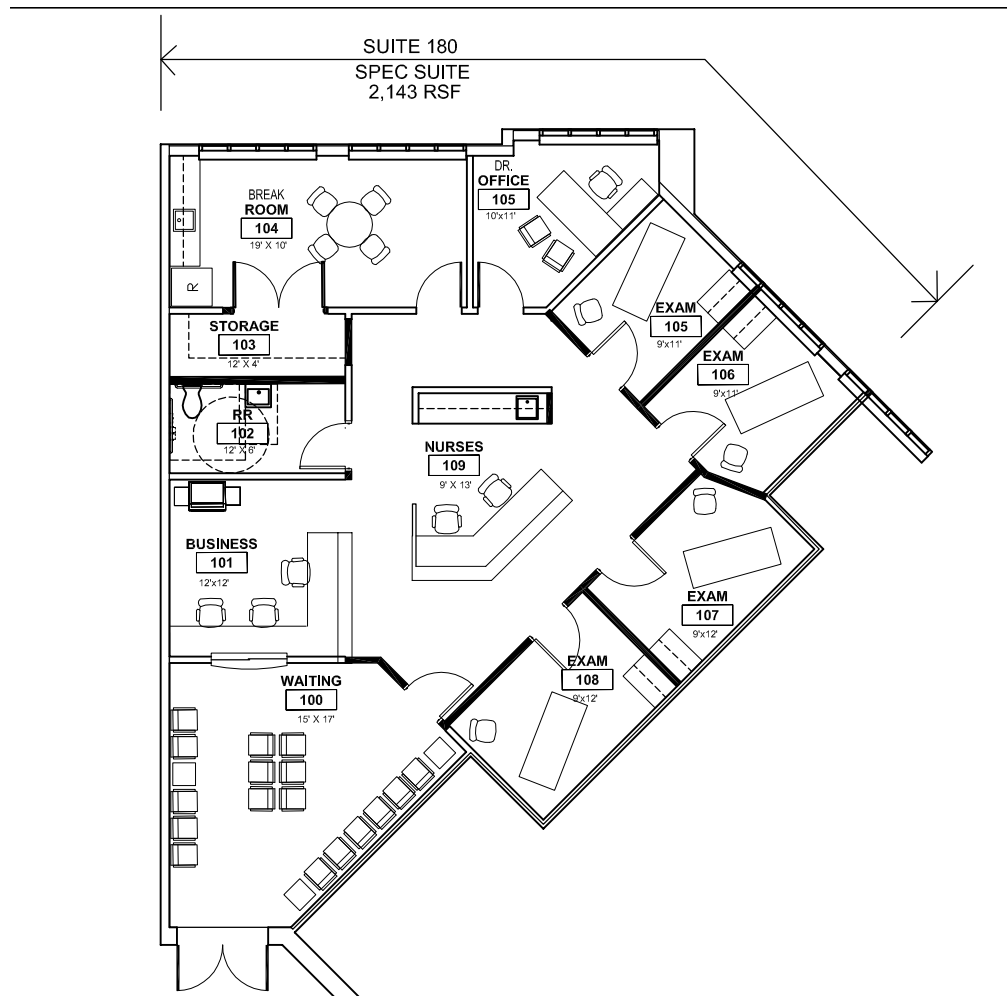 SUITE 180
SPEC SUITE
2,143 RSF
DR.
OFFICE
105
10'x11'
BREAK
ROOM
104
19' X 10'
R
STORAGE
103
12' X 4'
EXAM
105
9'x11'
EXAM
106
9'x11'
RR
102
12' X 6'
NURSES
109
9' X 13'
BUSINESS
101
12'x12'
EXAM
107
9'x12'
EXAM
108
9'x12'
WAITING
100
15' X 17'